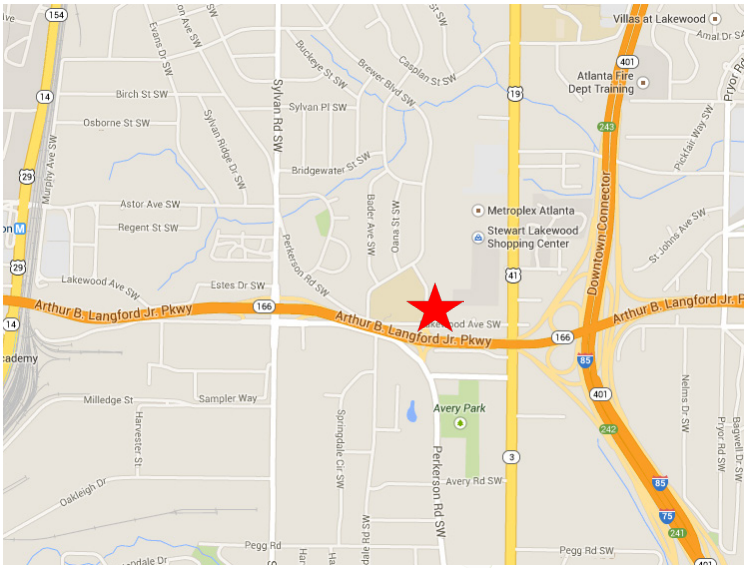 154
Evans Dr SW
Buckeye St SW
Brewer Blvd SW
Casplan St SW
Villas at Lakewood
Amal Dr
401
Atlanta Fire
Dept Training
Pryor Rd
14
Birch St SW
Sylvan Rd SW
Sylvan Pl SW
19
Osborne St SW
243
Pickfair Way SW
Murphy Ave SW
Sylvan Ridge Dr SW
29
Bridgewater St SW
Astor Ave SW
Bader Ave SW
Oana St SW
Metroplex Atlanta
Regent St SW
M
Stewart Lakewood
Shopping Center
Downtown Connector
St Johns Ave SW
29
Perkerson Rd SW
41
Lakewood Ave SW
Estes Dr SW
Arthur B. Langford Jr. Pkwy
166
Arthur B. Langford Jr. Pkwy
Ave SW
Arthur B. Langford Jr. Pkwy
14
166
85
401
Milledge St
Sampler Way
Avery Park
Nelms Dr SW
Harvester St
Springdale Cir SW
242
Pryor Rd SW
Bagwell Dr SW
Perkerson Rd SW
3
Oakleigh Dr
Avery Rd SW
85
75
241
Pegg Rd
Pegg Rd SW
401